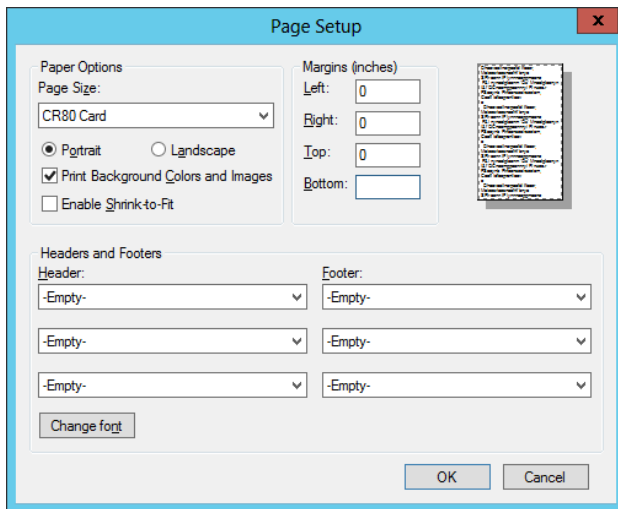 Page Setup
x
Paper Options
Page Size:
CR80 Card
Portrait
Landscape
Print Background Colors and Images
Enable Shrink-to-Fit
Margins (inches)
Left: 0
Right: 0
Top: 0
Bottom:
Headers and Footers
Header:
Footer:
-Empty-
-Empty-
-Empty-
-Empty-
-Empty-
-Empty-
Change font
OK
Cancel